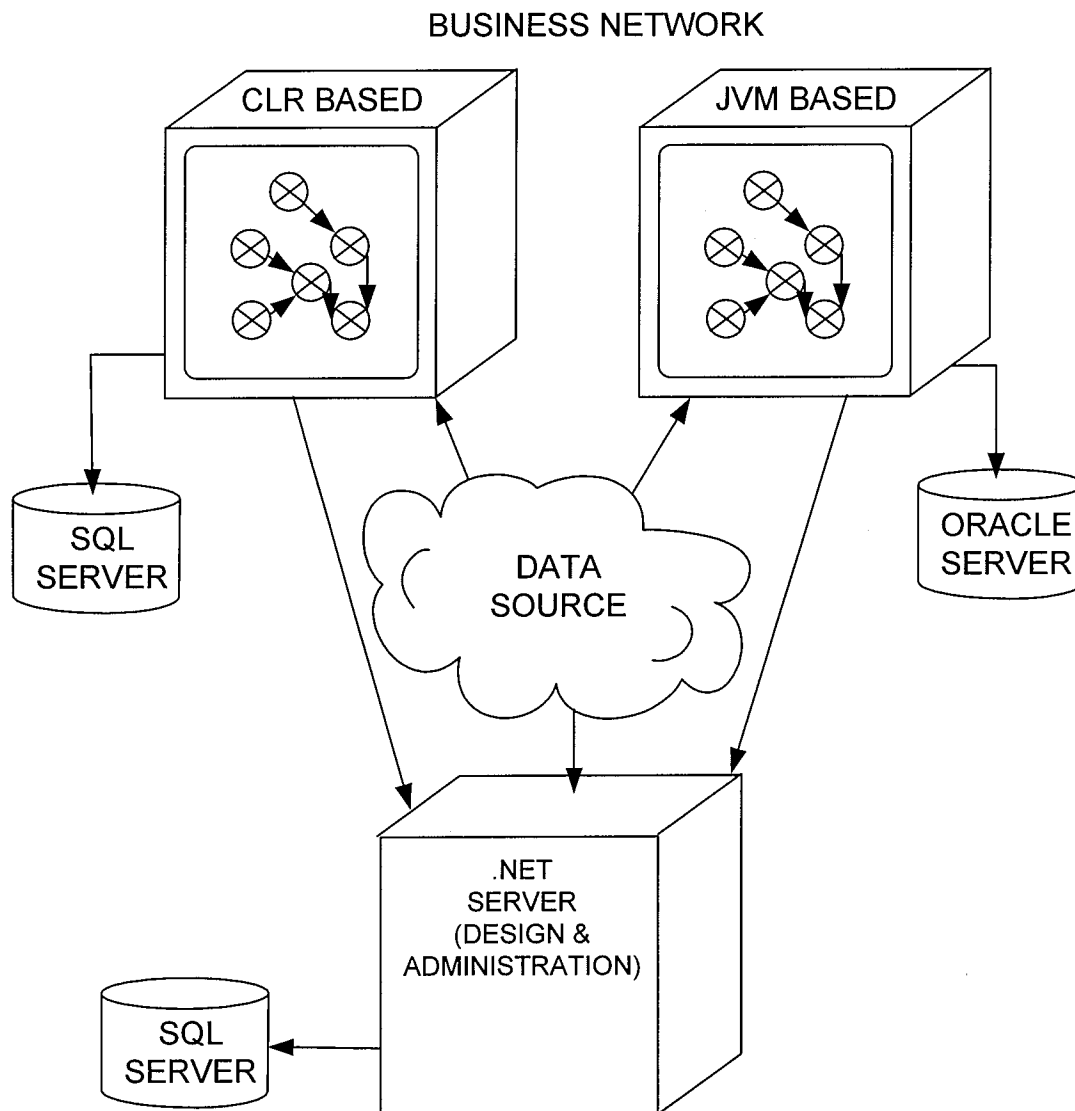 BUSINESS NETWORK
CLR BASED
JVM BASED
SQL
SERVER
ORACLE
SERVER
DATA
SOURCE
.NET
SERVER
(DESIGN &
ADMINISTRATION)
SQL
SERVER